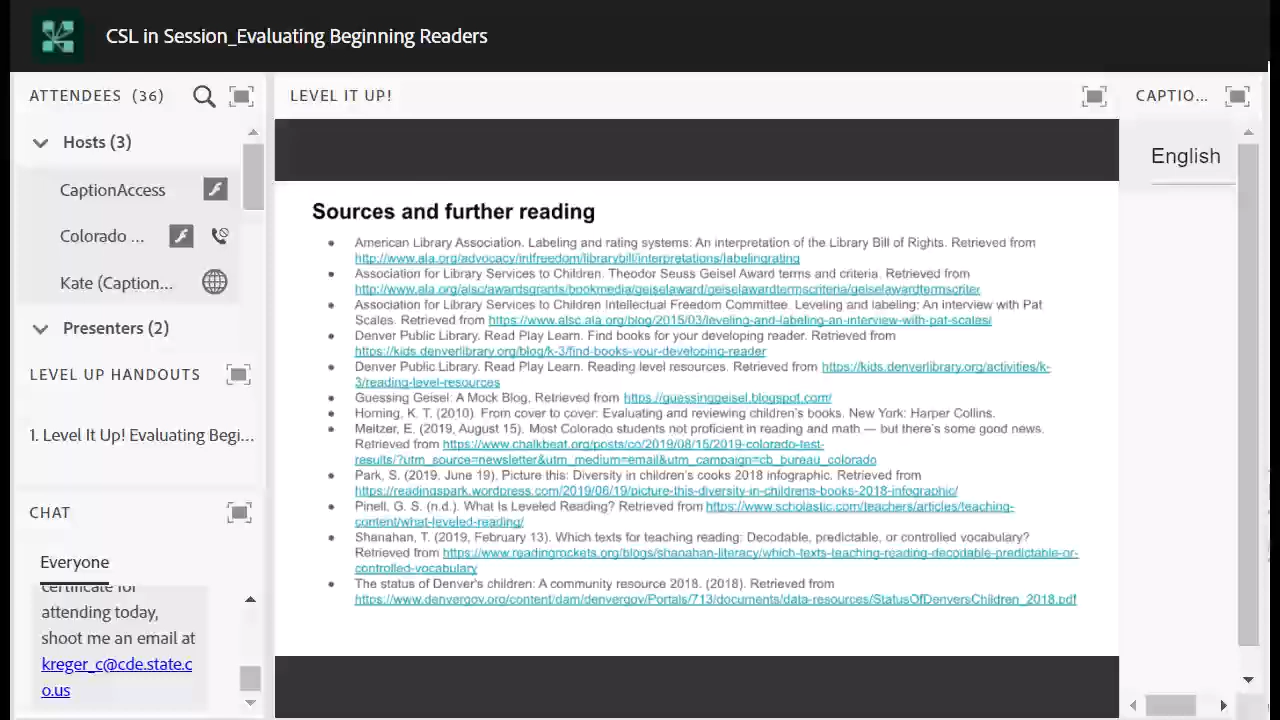 CSL in Session_Evaluating Beginning Readers
ATTENDEES (36)
Hosts (3)
CaptionAccess
Colorado ...
Kate (Caption...
Presenters (2)
LEVEL UP HANDOUTS
1. Level It Up! Evaluating Begi...
CHAT
Everyone
certificate for
attending today,
shoot me an email at
kreger_c@cde.state.c
o.us
LEVEL IT UP!
Sources and further reading
• American Library Association. Labeling and rating systems: An interpretation of the Library Bill of Rights. Retrieved from
http://www.ala.org/advocacy/intfreedom/librarybill/interpretations/labelingrating
• Association for Library Services to Children. Theodor Seuss Geisel Award terms and criteria. Retrieved from
http://www.ala.org/alsc/awardsgrants/bookmedia/geiselaward/geiselawardtermscriteria/geiselawardtermscriter
• Association for Library Services to Children Intellectual Freedom Committee. Leveling and labeling: An interview with Pat
Scales. Retrieved from https://www.alsc.ala.org/blog/2015/03/leveling-and-labeling-an-interview-with-pat-scales/
• Denver Public Library. Read Play Learn. Find books for your developing reader. Retrieved from
https://kids.denverlibrary.org/blog/k-3/find-books-your-developing-reader
• Denver Public Library. Read Play Learn. Reading level resources. Retrieved from https://kids.denverlibrary.org/activities/k-
3/reading-level-resources
• Guessing Geisel: A Mock Blog. Retrieved from https://guessinggeisel.blogspot.com/
• Horning, K. T. (2010). From cover to cover: Evaluating and reviewing children's books. New York: Harper Collins.
• Meltzer, E. (2019, August 15). Most Colorado students not proficient in reading and math — but there's some good news.
Retrieved from https://www.chalkbeat.org/posts/co/2019/08/15/2019-colorado-test-
results/?utm_source=newsletter&utm_medium=email&utm_campaign=cb_bureau_colorado
• Park, S. (2019. June 19). Picture this: Diversity in children's cooks 2018 infographic. Retrieved from
https://readingspark.wordpress.com/2019/06/19/picture-this-diversity-in-childrens-books-2018-infographic/
• Pinell, G. S. (n.d.). What Is Leveled Reading? Retrieved from https://www.scholastic.com/teachers/articles/teaching-
content/what-leveled-reading/
• Shanahan, T. (2019, February 13). Which texts for teaching reading: Decodable, predictable, or controlled vocabulary?
Retrieved from https://www.readingrockets.org/blogs/shanahan-literacy/which-texts-teaching-reading-decodable-predictable-or-
controlled-vocabulary
• The status of Denver's children: A community resource 2018. (2018). Retrieved from
https://www.denvergov.org/content/dam/denvergov/Portals/713/documents/data-resources/StatusOfDenversChildren_2018.pdf
CAPTIO...
English